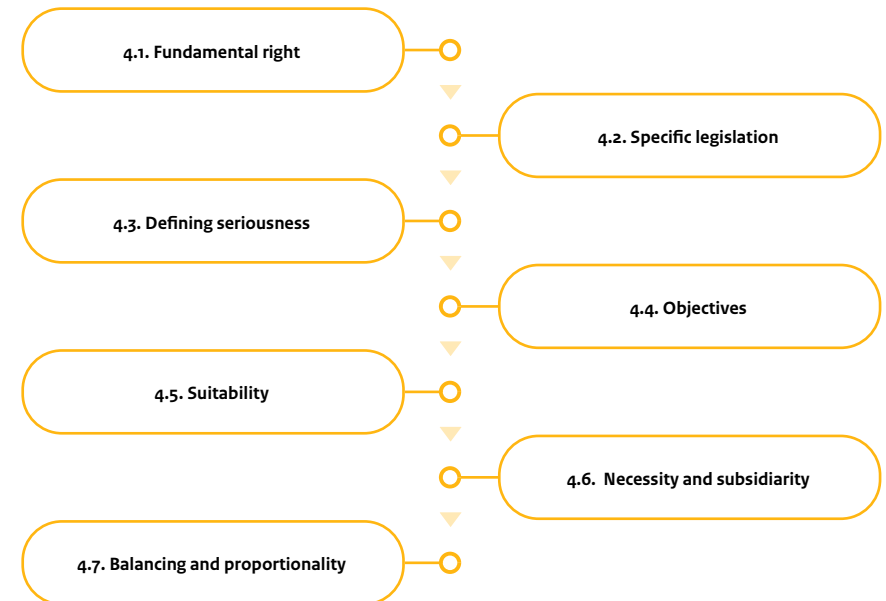 4.1. Fundamental right
4.2. Specific legislation
4.3. Defining seriousness
4.4. Objectives
4.5. Suitability
4.6. Necessity and subsidiarity
4.7. Balancing and proportionality